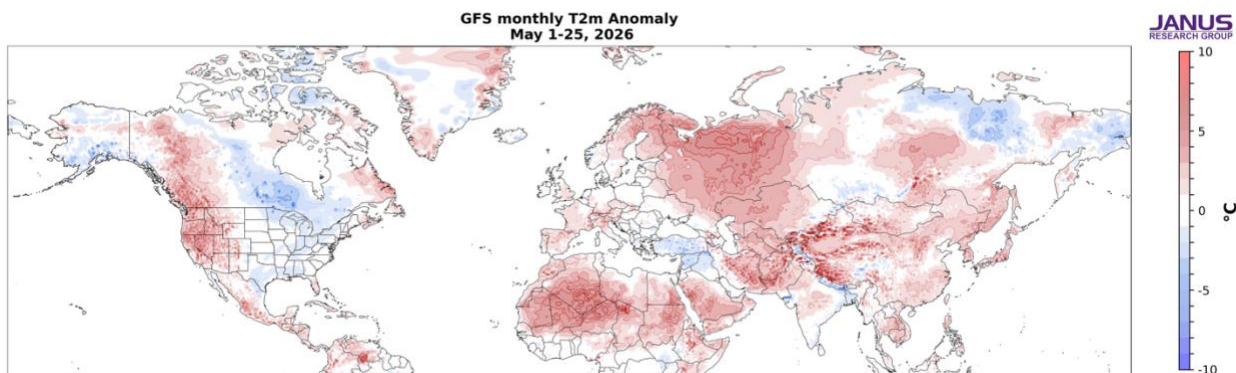 GFS monthly T2m Anomaly
May 1-25, 2026
JANUS
RESEARCH GROUP
10
5
0
-5
-10
°C